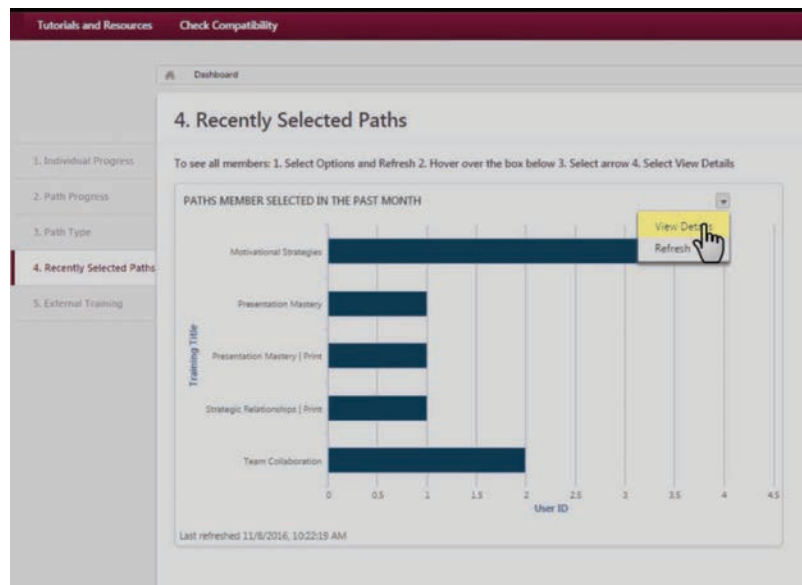 Tutorials and Resources Check Compatibility
Dashboard
4. Recently Selected Paths
1. Individual Progress
2. Path Progress
3. Path Type
4. Recently Selected Paths
5. External Training
To see all members: 1. Select Options and Refresh 2. Hover over the box below 3. Select arrow 4. Select View Details
PATHS MEMBER SELECTED IN THE PAST MONTH
View Details
Refresh
Training Title
Motivational Strategies
Presentation Mastery
Presentation Mastery | Print
Strategic Relationships | Print
Team Collaboration
0 0.5 1 1.5 2 2.5 3 3.5 4 4.5
User ID
Last refreshed 11/8/2016, 10:22:19 AM